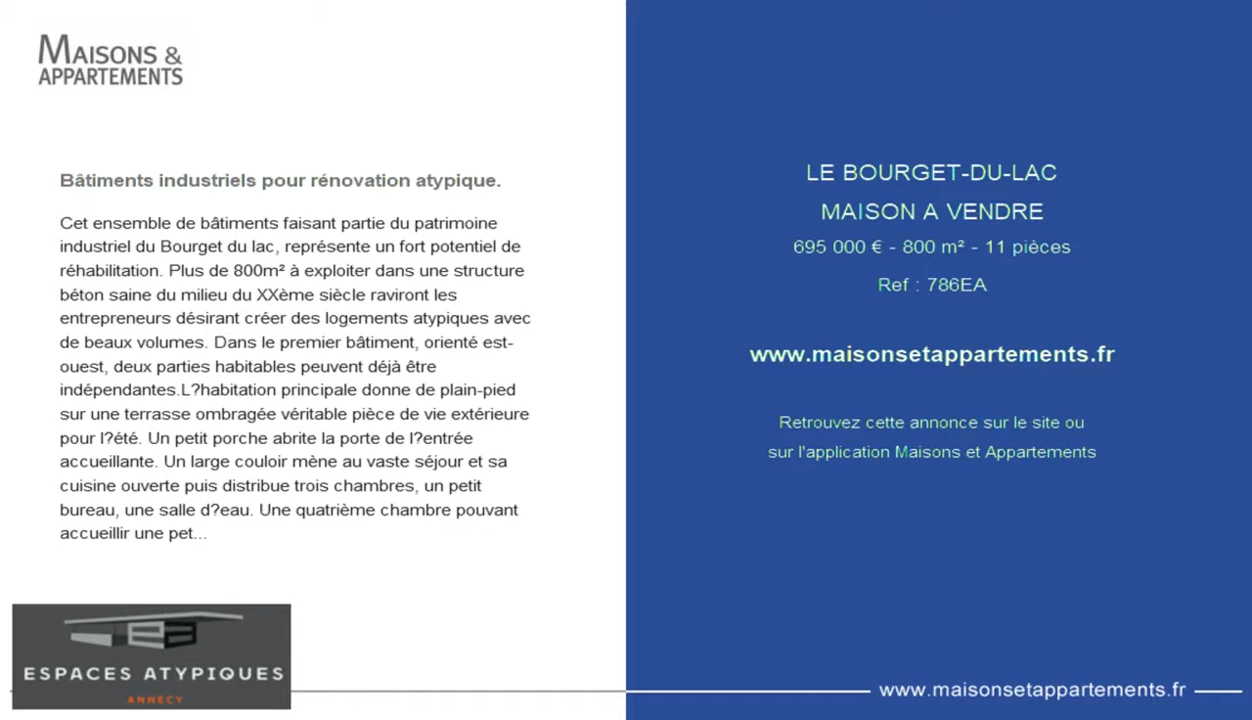 MAISONS &
APPARTEMENTS
Bâtiments industriels pour rénovation atypique.
Cet ensemble de bâtiments faisant partie du patrimoine
industriel du Bourget du lac, représente un fort potentiel de
réhabilitation. Plus de 800m² à exploiter dans une structure
béton saine du milieu du XXème siècle raviront les
entrepreneurs désirant créer des logements atypiques avec
de beaux volumes. Dans le premier bâtiment, orienté est-
ouest, deux parties habitables peuvent déjà être
indépendantes.L?habitation principale donne de plain-pied
sur une terrasse ombragée véritable pièce de vie extérieure
pour l?été. Un petit porche abrite la porte de l?entrée
accueillante. Un large couloir mène au vaste séjour et sa
cuisine ouverte puis distribue trois chambres, un petit
bureau, une salle d?eau. Une quatrième chambre pouvant
accueillir une pet...
ea
ESPACES ATYPIQUES
ANNECY
LE BOURGET-DU-LAC
MAISON A VENDRE
695 000 € - 800 m² - 11 pièces
Ref : 786EA
www.maisonsetappartements.fr
Retrouvez cette annonce sur le site ou
sur l'application Maisons et Appartements
www.maisonsetappartements.fr